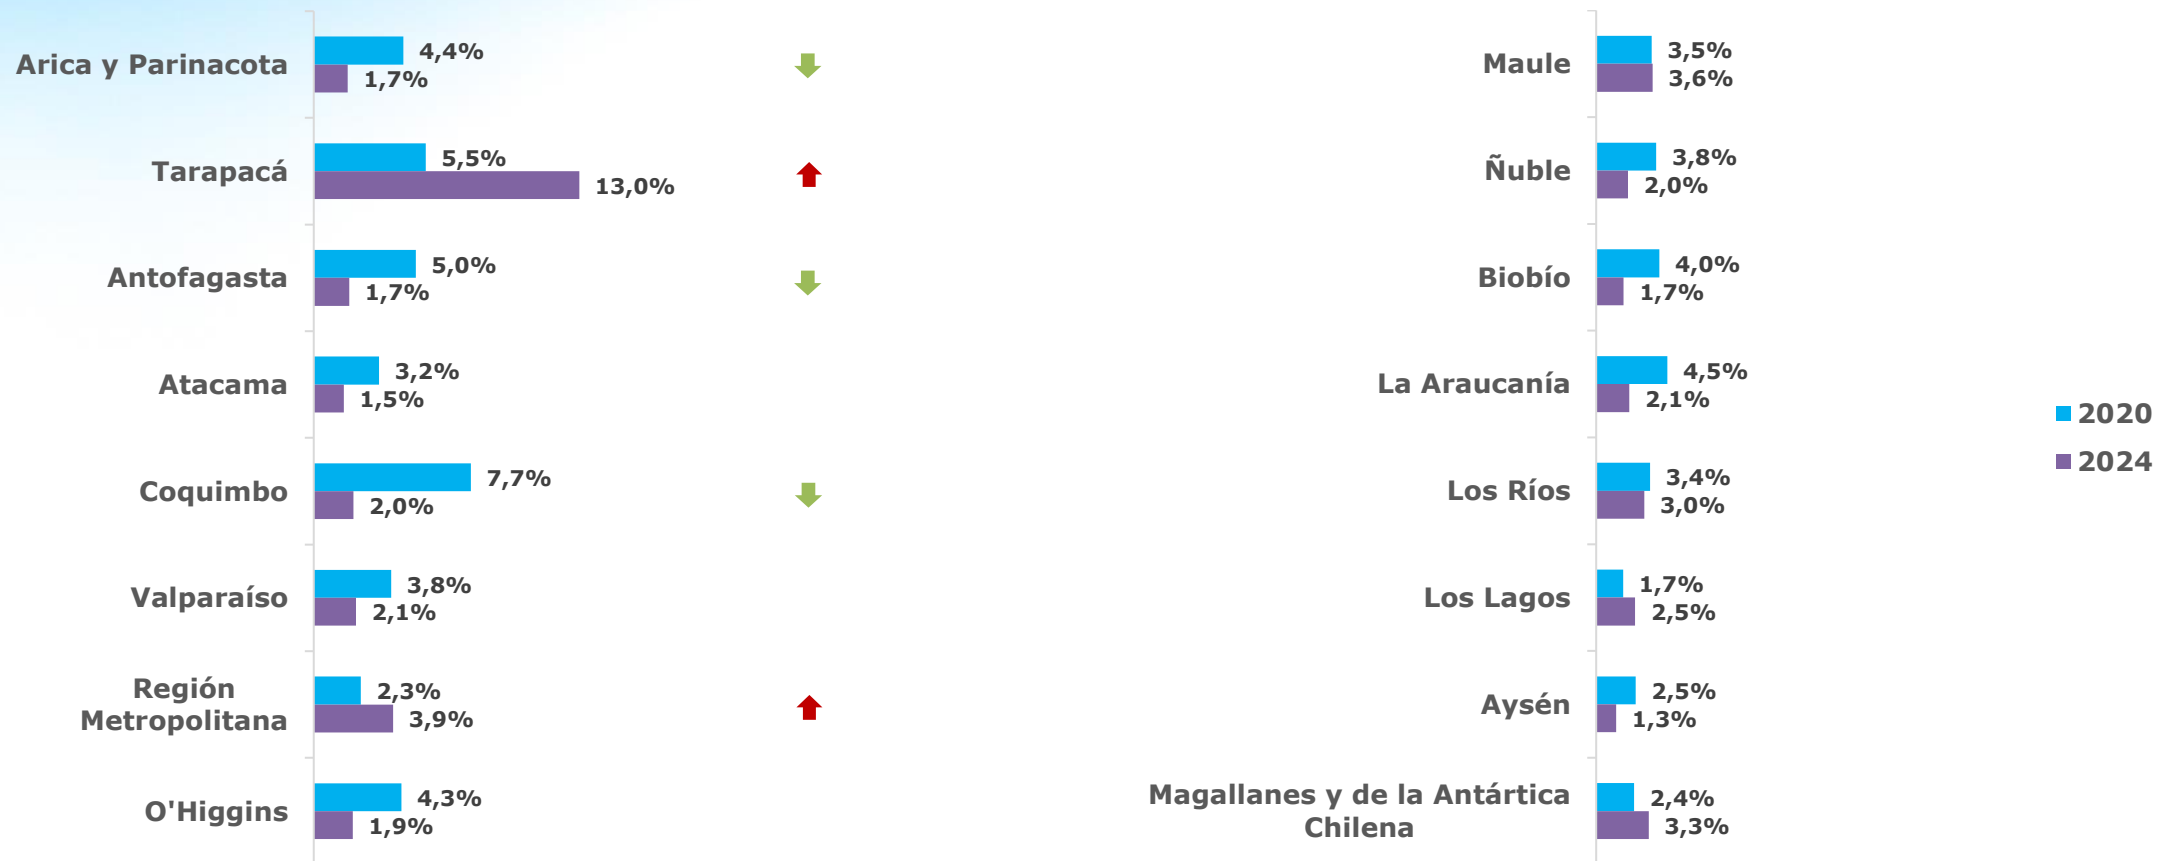 Arica y Parinacota
4,4%
1,7%
Tarapacá
5,5%
13,0%
Antofagasta
5,0%
1,7%
Atacama
3,2%
1,5%
Coquimbo
7,7%
2,0%
Valparaíso
3,8%
2,1%
Región
Metropolitana
2,3%
3,9%
O'Higgins
4,3%
1,9%
Maule
3,5%
3,6%
Ñuble
3,8%
2,0%
Biobío
4,0%
1,7%
La Araucanía
4,5%
2,1%
Los Ríos
3,4%
3,0%
Los Lagos
1,7%
2,5%
Aysén
2,5%
1,3%
Magallanes y de la Antártica
Chilena
2,4%
3,3%
2020
2024